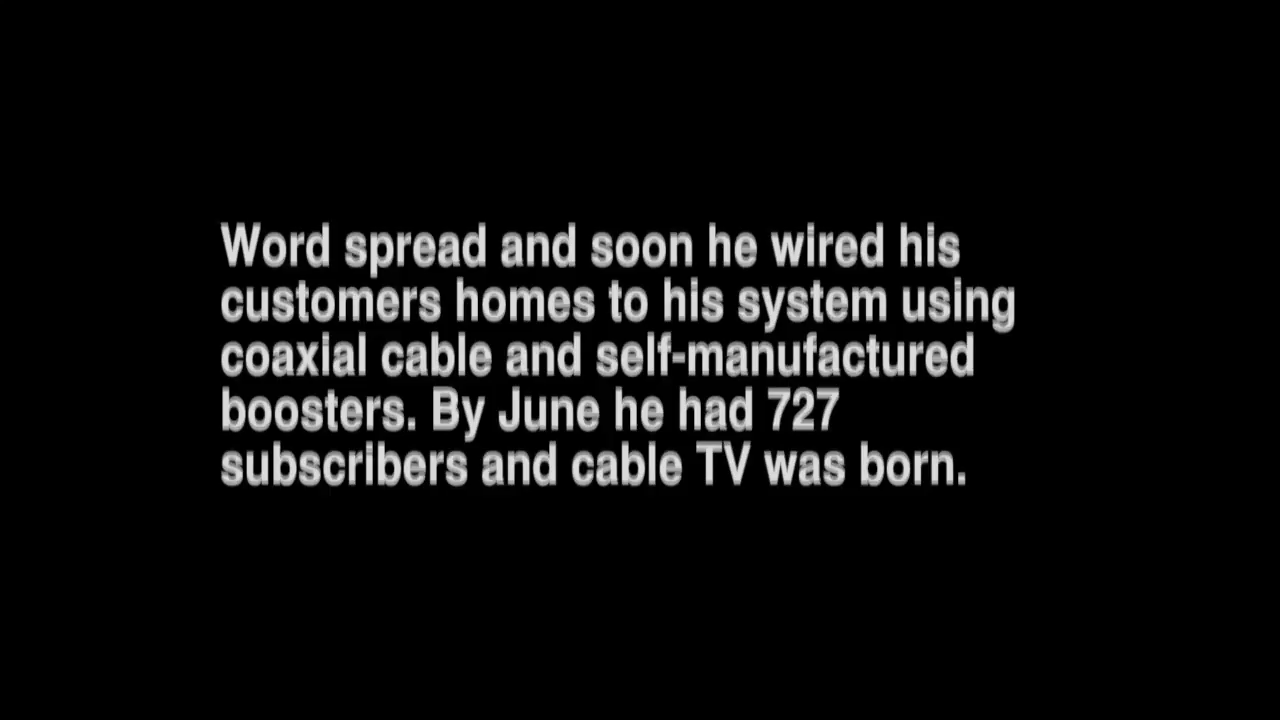 Word spread and soon he wired his
customers homes to his system using
coaxial cable and self-manufactured
boosters. By June he had 727
subscribers and cable TV was born.